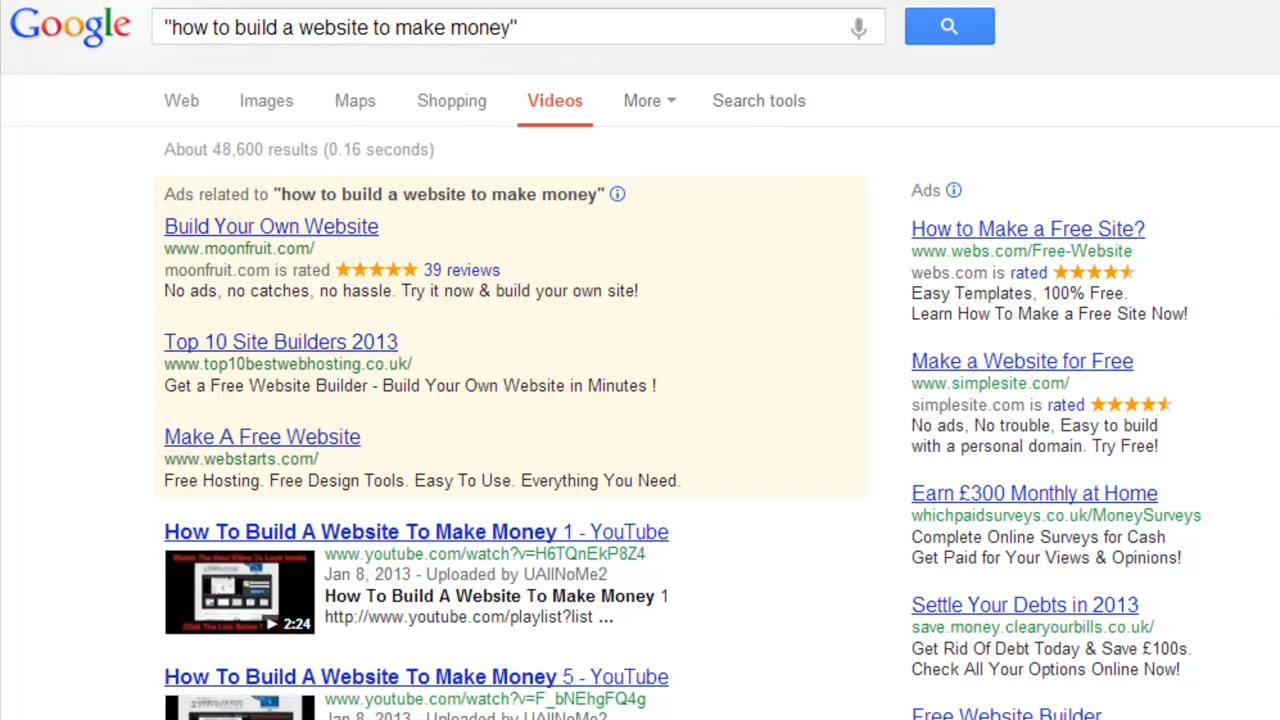 Google
"how to build a website to make money"
Web Images Maps Shopping Videos More Search tools
About 48,600 results (0.16 seconds)
Ads related to "how to build a website to make money"
Build Your Own Website
www.moonfruit.com/
moonfruit.com is rated 39 reviews
No ads, no catches, no hassle. Try it now & build your own site!
Top 10 Site Builders 2013
www.top10bestwebhosting.co.uk/
Get a Free Website Builder - Build Your Own Website in Minutes !
Make A Free Website
www.webstarts.com/
Free Hosting. Free Design Tools. Easy To Use. Everything You Need.
How To Build A Website To Make Money 1 - YouTube
www.youtube.com/watch?v=H6TQnEkP8Z4
Jan 8, 2013 - Uploaded by UAllNoMe2
How To Build A Website To Make Money 1
http://www.youtube.com/playlist?list ...
2:24
How To Build A Website To Make Money 5 - YouTube
www.youtube.com/watch?v=F_bNEhgFQ4g
Jan 8, 2013 - Uploaded by UAllNoMe2
Ads
How to Make a Free Site?
www.webs.com/Free-Website
webs.com is rated
Easy Templates, 100% Free.
Learn How To Make a Free Site Now!
Make a Website for Free
www.simplesite.com/
simplesite.com is rated
No ads, No trouble, Easy to build
with a personal domain. Try Free!
Earn £300 Monthly at Home
whichpaidsurveys.co.uk/MoneySurveys
Complete Online Surveys for Cash
Get Paid for Your Views & Opinions!
Settle Your Debts in 2013
save.money.clearyourbills.co.uk/
Get Rid Of Debt Today & Save £100s.
Check All Your Options Online Now!
Free Website Builder